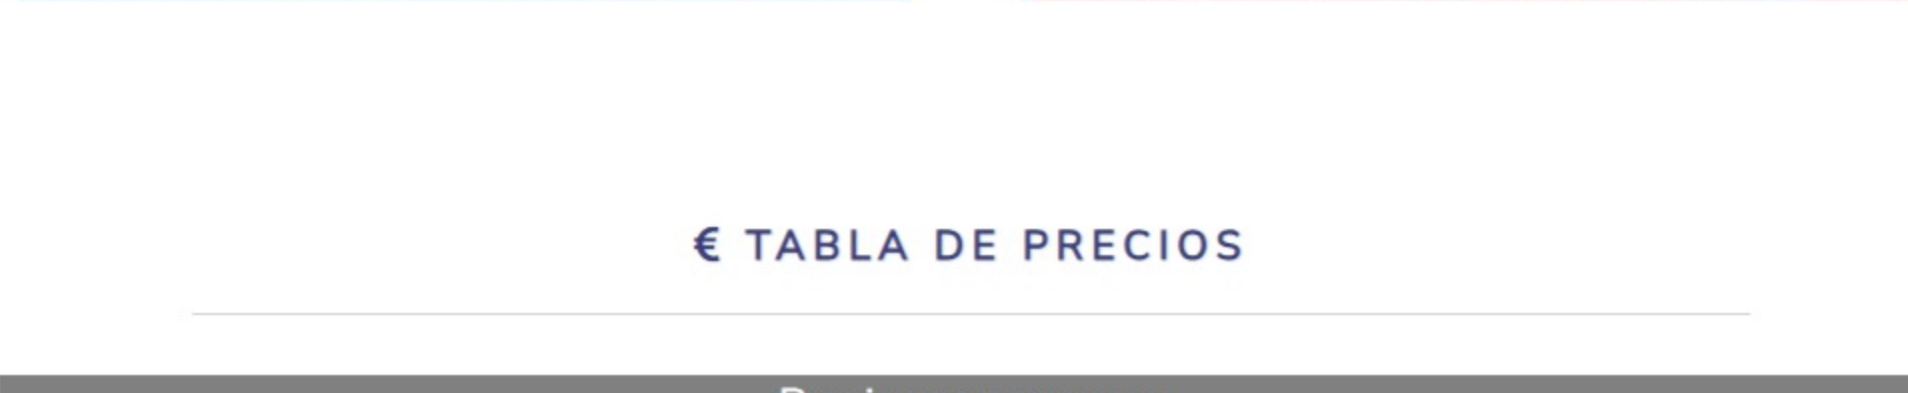 € TABLA DE PRECIOS